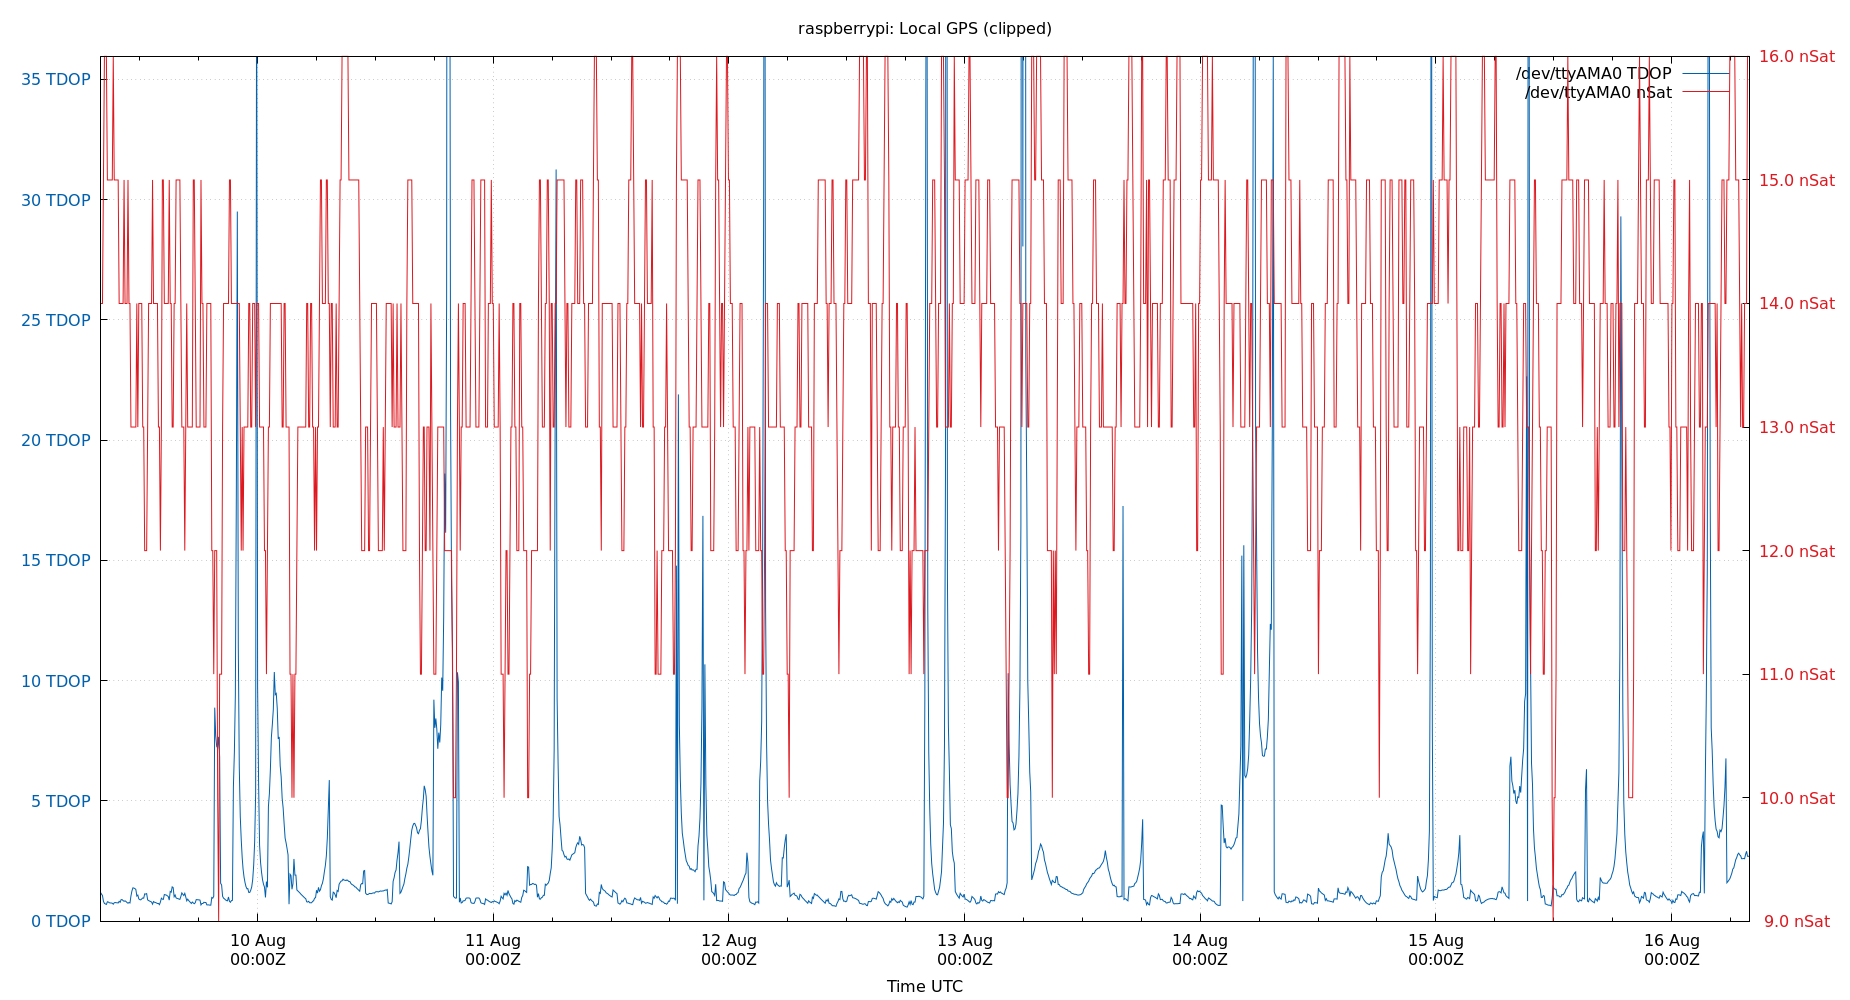 raspberrypi: Local GPS (clipped)
35 TDOP
30 TDOP
25 TDOP
20 TDOP
15 TDOP
10 TDOP
5 TDOP
0 TDOP
16.0 nSat
15.0 nSat
14.0 nSat
13.0 nSat
12.0 nSat
11.0 nSat
10.0 nSat
9.0 nSat
/dev/ttyAMA0 TDOP
/dev/ttyAMA0 nSat
10 Aug
00:00Z
11 Aug
00:00Z
12 Aug
00:00Z
13 Aug
00:00Z
14 Aug
00:00Z
15 Aug
00:00Z
16 Aug
00:00Z
Time UTC